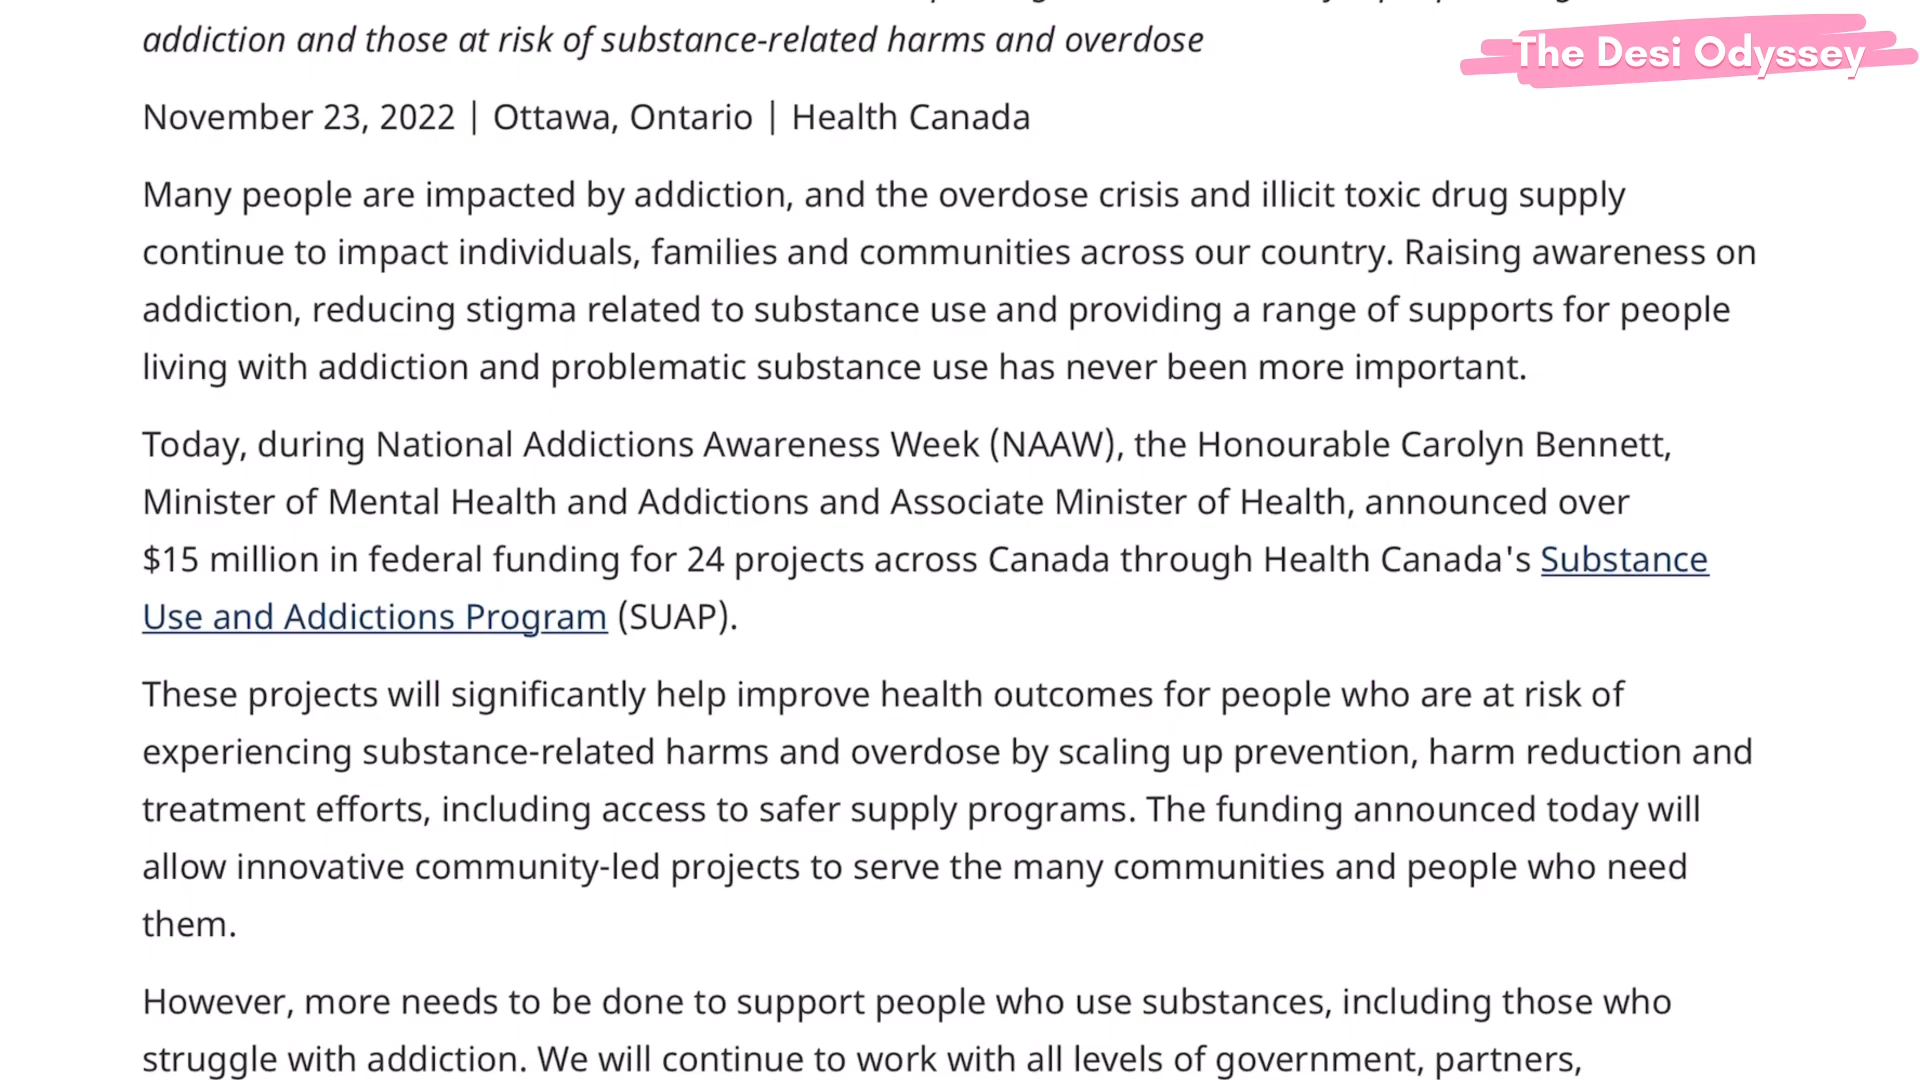 addiction and those at risk of substance-related harms and overdose
The Desi Odyssey
November 23, 2022 | Ottawa, Ontario | Health Canada
Many people are impacted by addiction, and the overdose crisis and illicit toxic drug supply
continue to impact individuals, families and communities across our country. Raising awareness on
addiction, reducing stigma related to substance use and providing a range of supports for people
living with addiction and problematic substance use has never been more important.
Today, during National Addictions Awareness Week (NAAW), the Honourable Carolyn Bennett,
Minister of Mental Health and Addictions and Associate Minister of Health, announced over
$15 million in federal funding for 24 projects across Canada through Health Canada's Substance
Use and Addictions Program (SUAP).
These projects will significantly help improve health outcomes for people who are at risk of
experiencing substance-related harms and overdose by scaling up prevention, harm reduction and
treatment efforts, including access to safer supply programs. The funding announced today will
allow innovative community-led projects to serve the many communities and people who need
them.
However, more needs to be done to support people who use substances, including those who
struggle with addiction. We will continue to work with all levels of government, partners,